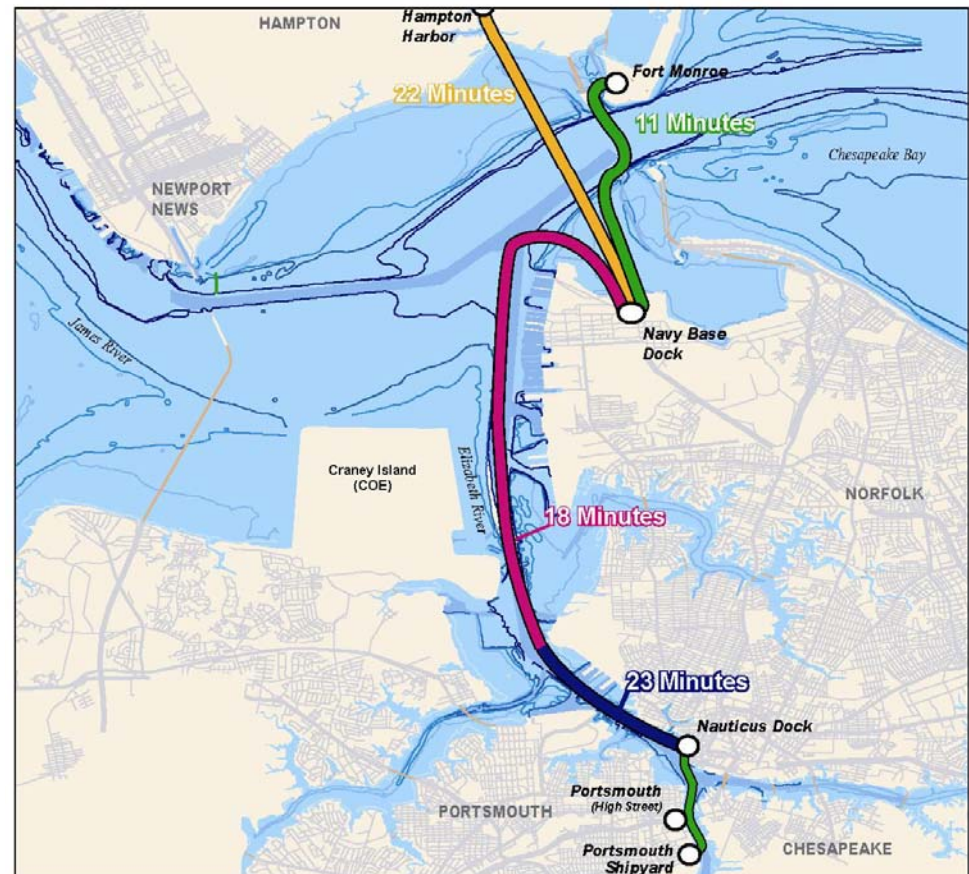 HAMPTON
Hampton
Harbor
Fort Monroe
22 Minutes
11 Minutes
Chesapeake Bay
NEWPORT
NEWS
Navy Base
Dock
James River
Craney Island
(COE)
Elizabeth River
NORFOLK
18 Minutes
23 Minutes
Nauticus Dock
Portsmouth
(High Street)
PORTSMOUTH
CHESAPEAKE
Portsmouth
Shipyard